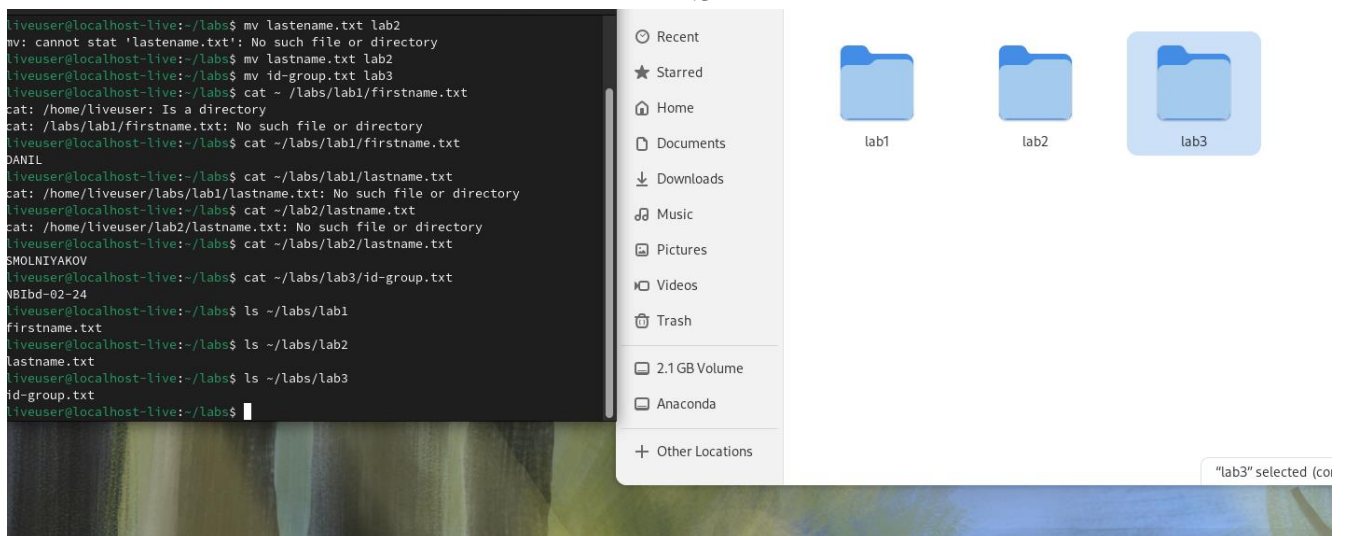 liveuser@localhost-live:~/labs$ mv lastename.txt lab2
mv: cannot stat 'lastename.txt': No such file or directory
liveuser@localhost-live:~/labs$ mv lastname.txt lab2
liveuser@localhost-live:~/labs$ mv id-group.txt lab3
liveuser@localhost-live:~/labs$ cat ~ /labs/lab1/firstname.txt
cat: /home/liveuser: Is a directory
cat: /labs/lab1/firstname.txt: No such file or directory
liveuser@localhost-live:~/labs$ cat ~/labs/lab1/firstname.txt
DANIL
liveuser@localhost-live:~/labs$ cat ~/labs/lab1/lastname.txt
cat: /home/liveuser/labs/lab1/lastname.txt: No such file or directory
liveuser@localhost-live:~/labs$ cat ~/lab2/lastname.txt
cat: /home/liveuser/lab2/lastname.txt: No such file or directory
liveuser@localhost-live:~/labs$ cat ~/labs/lab2/lastname.txt
SMOLNIYAKOV
liveuser@localhost-live:~/labs$ cat ~/labs/lab3/id-group.txt
NBIbd-02-24
liveuser@localhost-live:~/labs$ ls ~/labs/lab1
firstname.txt
liveuser@localhost-live:~/labs$ ls ~/labs/lab2
lastname.txt
liveuser@localhost-live:~/labs$ ls ~/labs/lab3
id-group.txt
liveuser@localhost-live:~/labs$
Recent
Starred
Home
Documents
Downloads
Music
Pictures
Videos
Trash
2.1 GB Volume
Anaconda
Other Locations
lab1
lab2
lab3
"lab3" selected (co